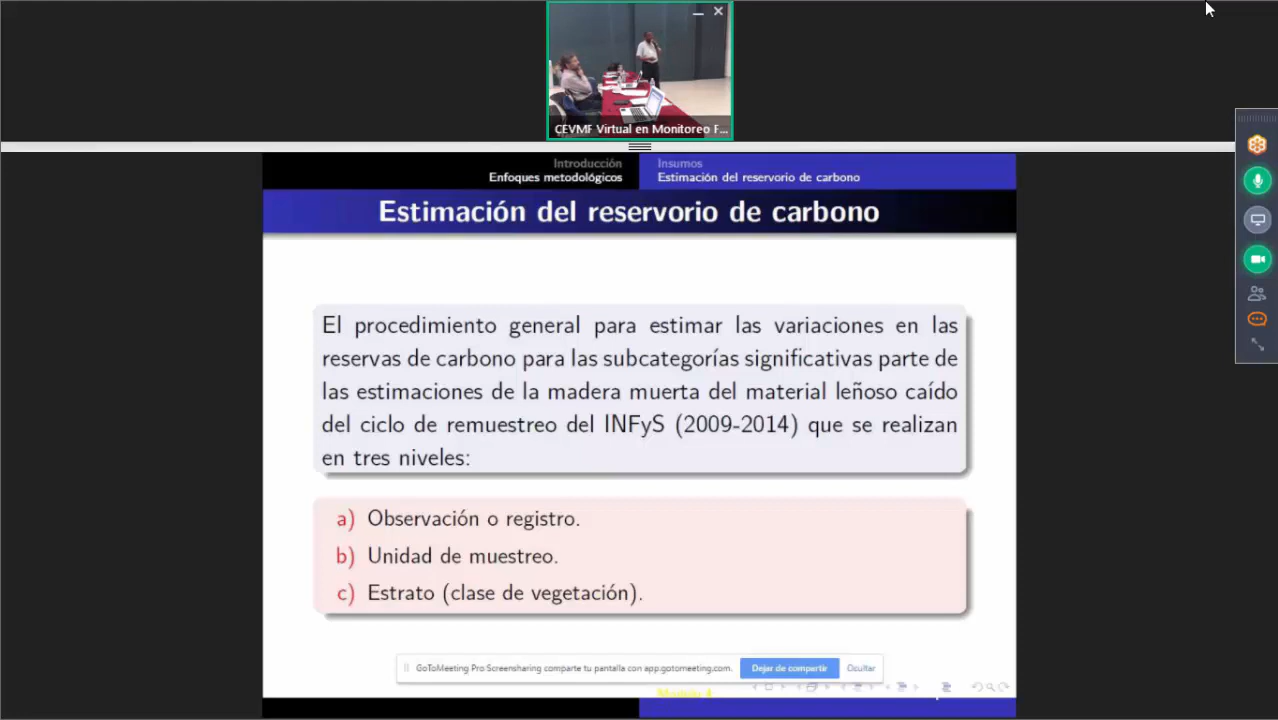 CEVMF Virtual en Monitoreo F...
Introducción
Enfoques metodológicos
Insumos
Estimación del reservorio de carbono
Estimación del reservorio de carbono
El procedimiento general para estimar las variaciones en las
reservas de carbono para las subcategorías significativas parte de
las estimaciones de la madera muerta del material leñoso caído
del ciclo de remuestreo del INFyS (2009-2014) que se realizan
en tres niveles:
a) Observación o registro.
b) Unidad de muestreo.
c) Estrato (clase de vegetación).
GoToMeeting Pro Screensharing comparte tu pantalla con app.gotomeeting.com.
Dejar de compartir
Ocultar
Módulo 4